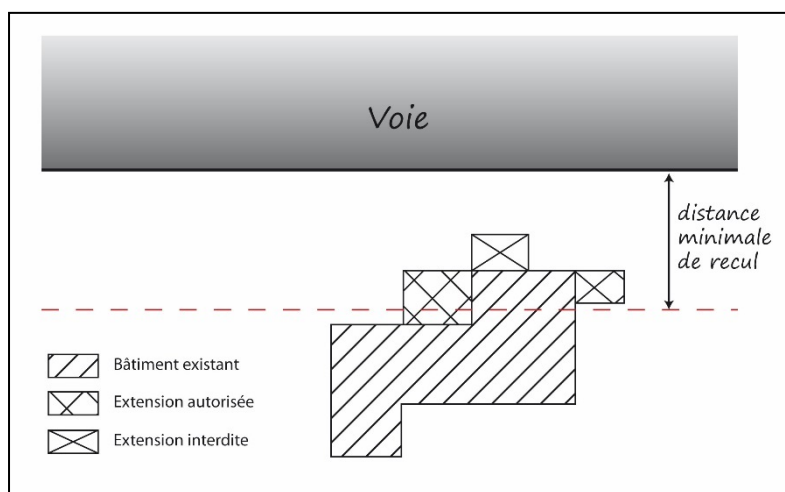 Voie
distance
minimale
de recul
Bâtiment existant
Extension autorisée
Extension interdite